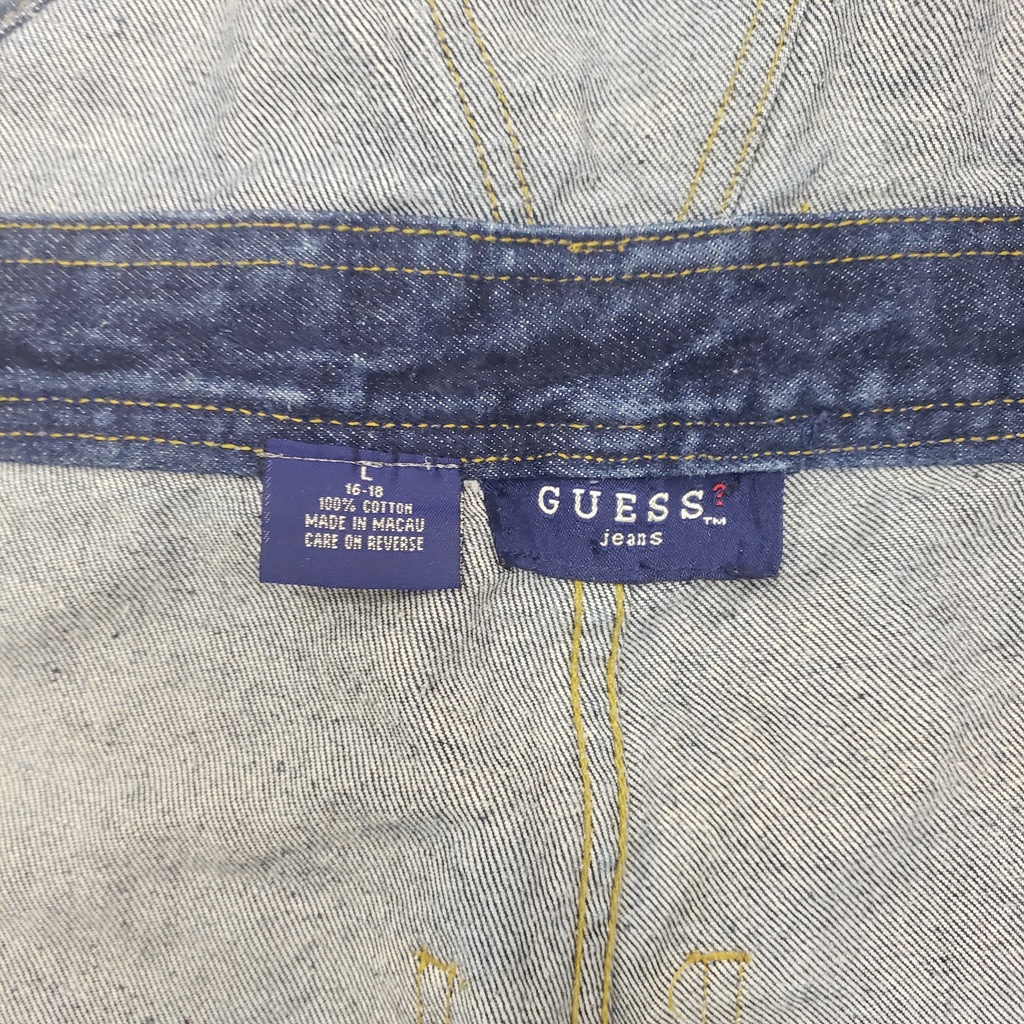 L
16-18
100% COTTON
MADE IN MACAU
CARE ON REVERSE
GUESS?™
jeans